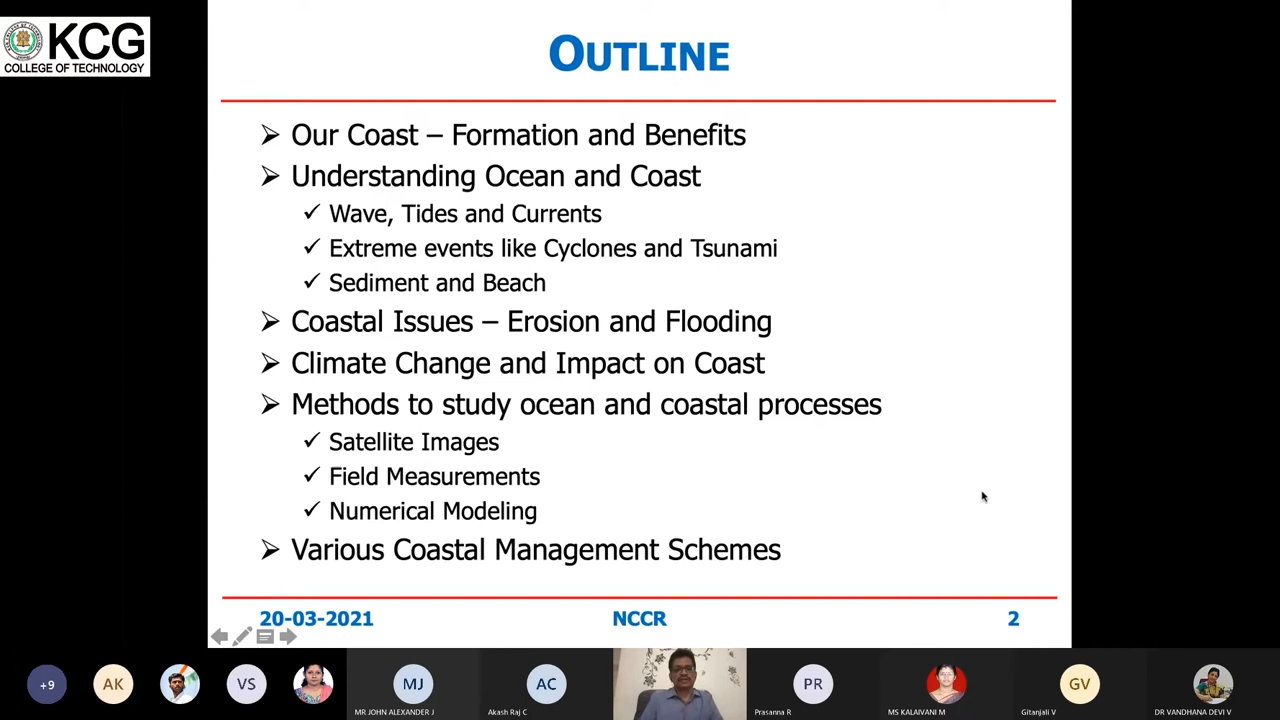 KCG
COLLEGE OF TECHNOLOGY
OUTLINE
Our Coast – Formation and Benefits
Understanding Ocean and Coast
Wave, Tides and Currents
Extreme events like Cyclones and Tsunami
Sediment and Beach
Coastal Issues – Erosion and Flooding
Climate Change and Impact on Coast
Methods to study ocean and coastal processes
Satellite Images
Field Measurements
Numerical Modeling
Various Coastal Management Schemes
20-03-2021 NCCR 2
+9 AK VS MJ AC PR GV
MR JOHN ALEXANDER J Akash Raj C Prasanna R MS KALAIVANI M Gitanjali V DR VANDHANA DEVI V